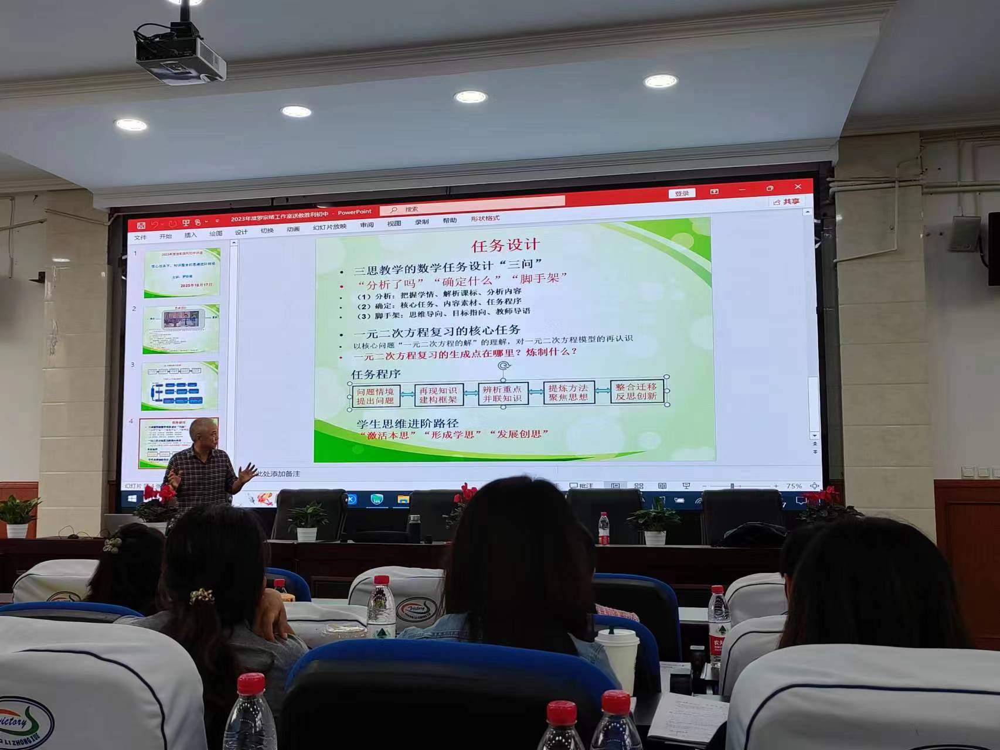 2023年度罗宗绪工作室送教胜利初中 - PowerPoint
搜索
登录
文件 开始 插入 绘图 设计 切换 动画 幻灯片放映 审阅 视图 录制 帮助 形状格式
共享
1
2023年10月17日
2
3
4
任务设计
• 三思教学的数学任务设计“三问”
• “分析了吗”“确定什么”“脚手架”
• （1）分析：把握学情、解析课标、分析内容
• （2）确定：核心任务、内容素材、任务程序
• （3）脚手架：思维导向、目标指向、教师导语
• 一元二次方程复习的核心任务
• 以核心问题“一元二次方程的解”的理解，对一元二次方程模型的再认识
• 一元二次方程复习的生成点在哪里？炼制什么？
任务程序
问题情境 提出问题
再现知识 建构框架
辨析重点 并联知识
提炼方法 聚焦思想
整合迁移 反思创新
学生思维进阶路径
“激活本思”“形成学思”“发展创思”
此处添加备注
批注
75%
Victory
victory
LIZHONGXUE